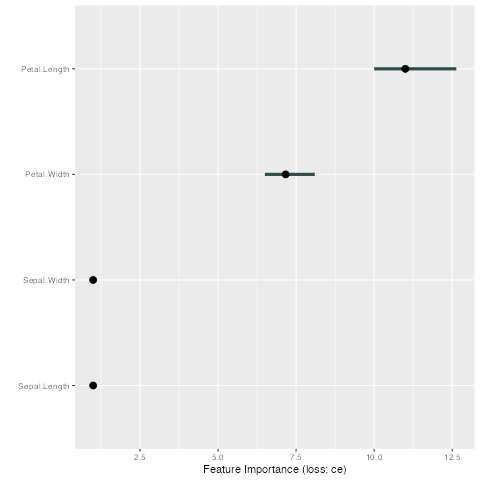 Petal.Length
Petal.Width
Sepal.Width
Sepal.Length
2.5 5.0 7.5 10.0 12.5
Feature Importance (loss: ce)